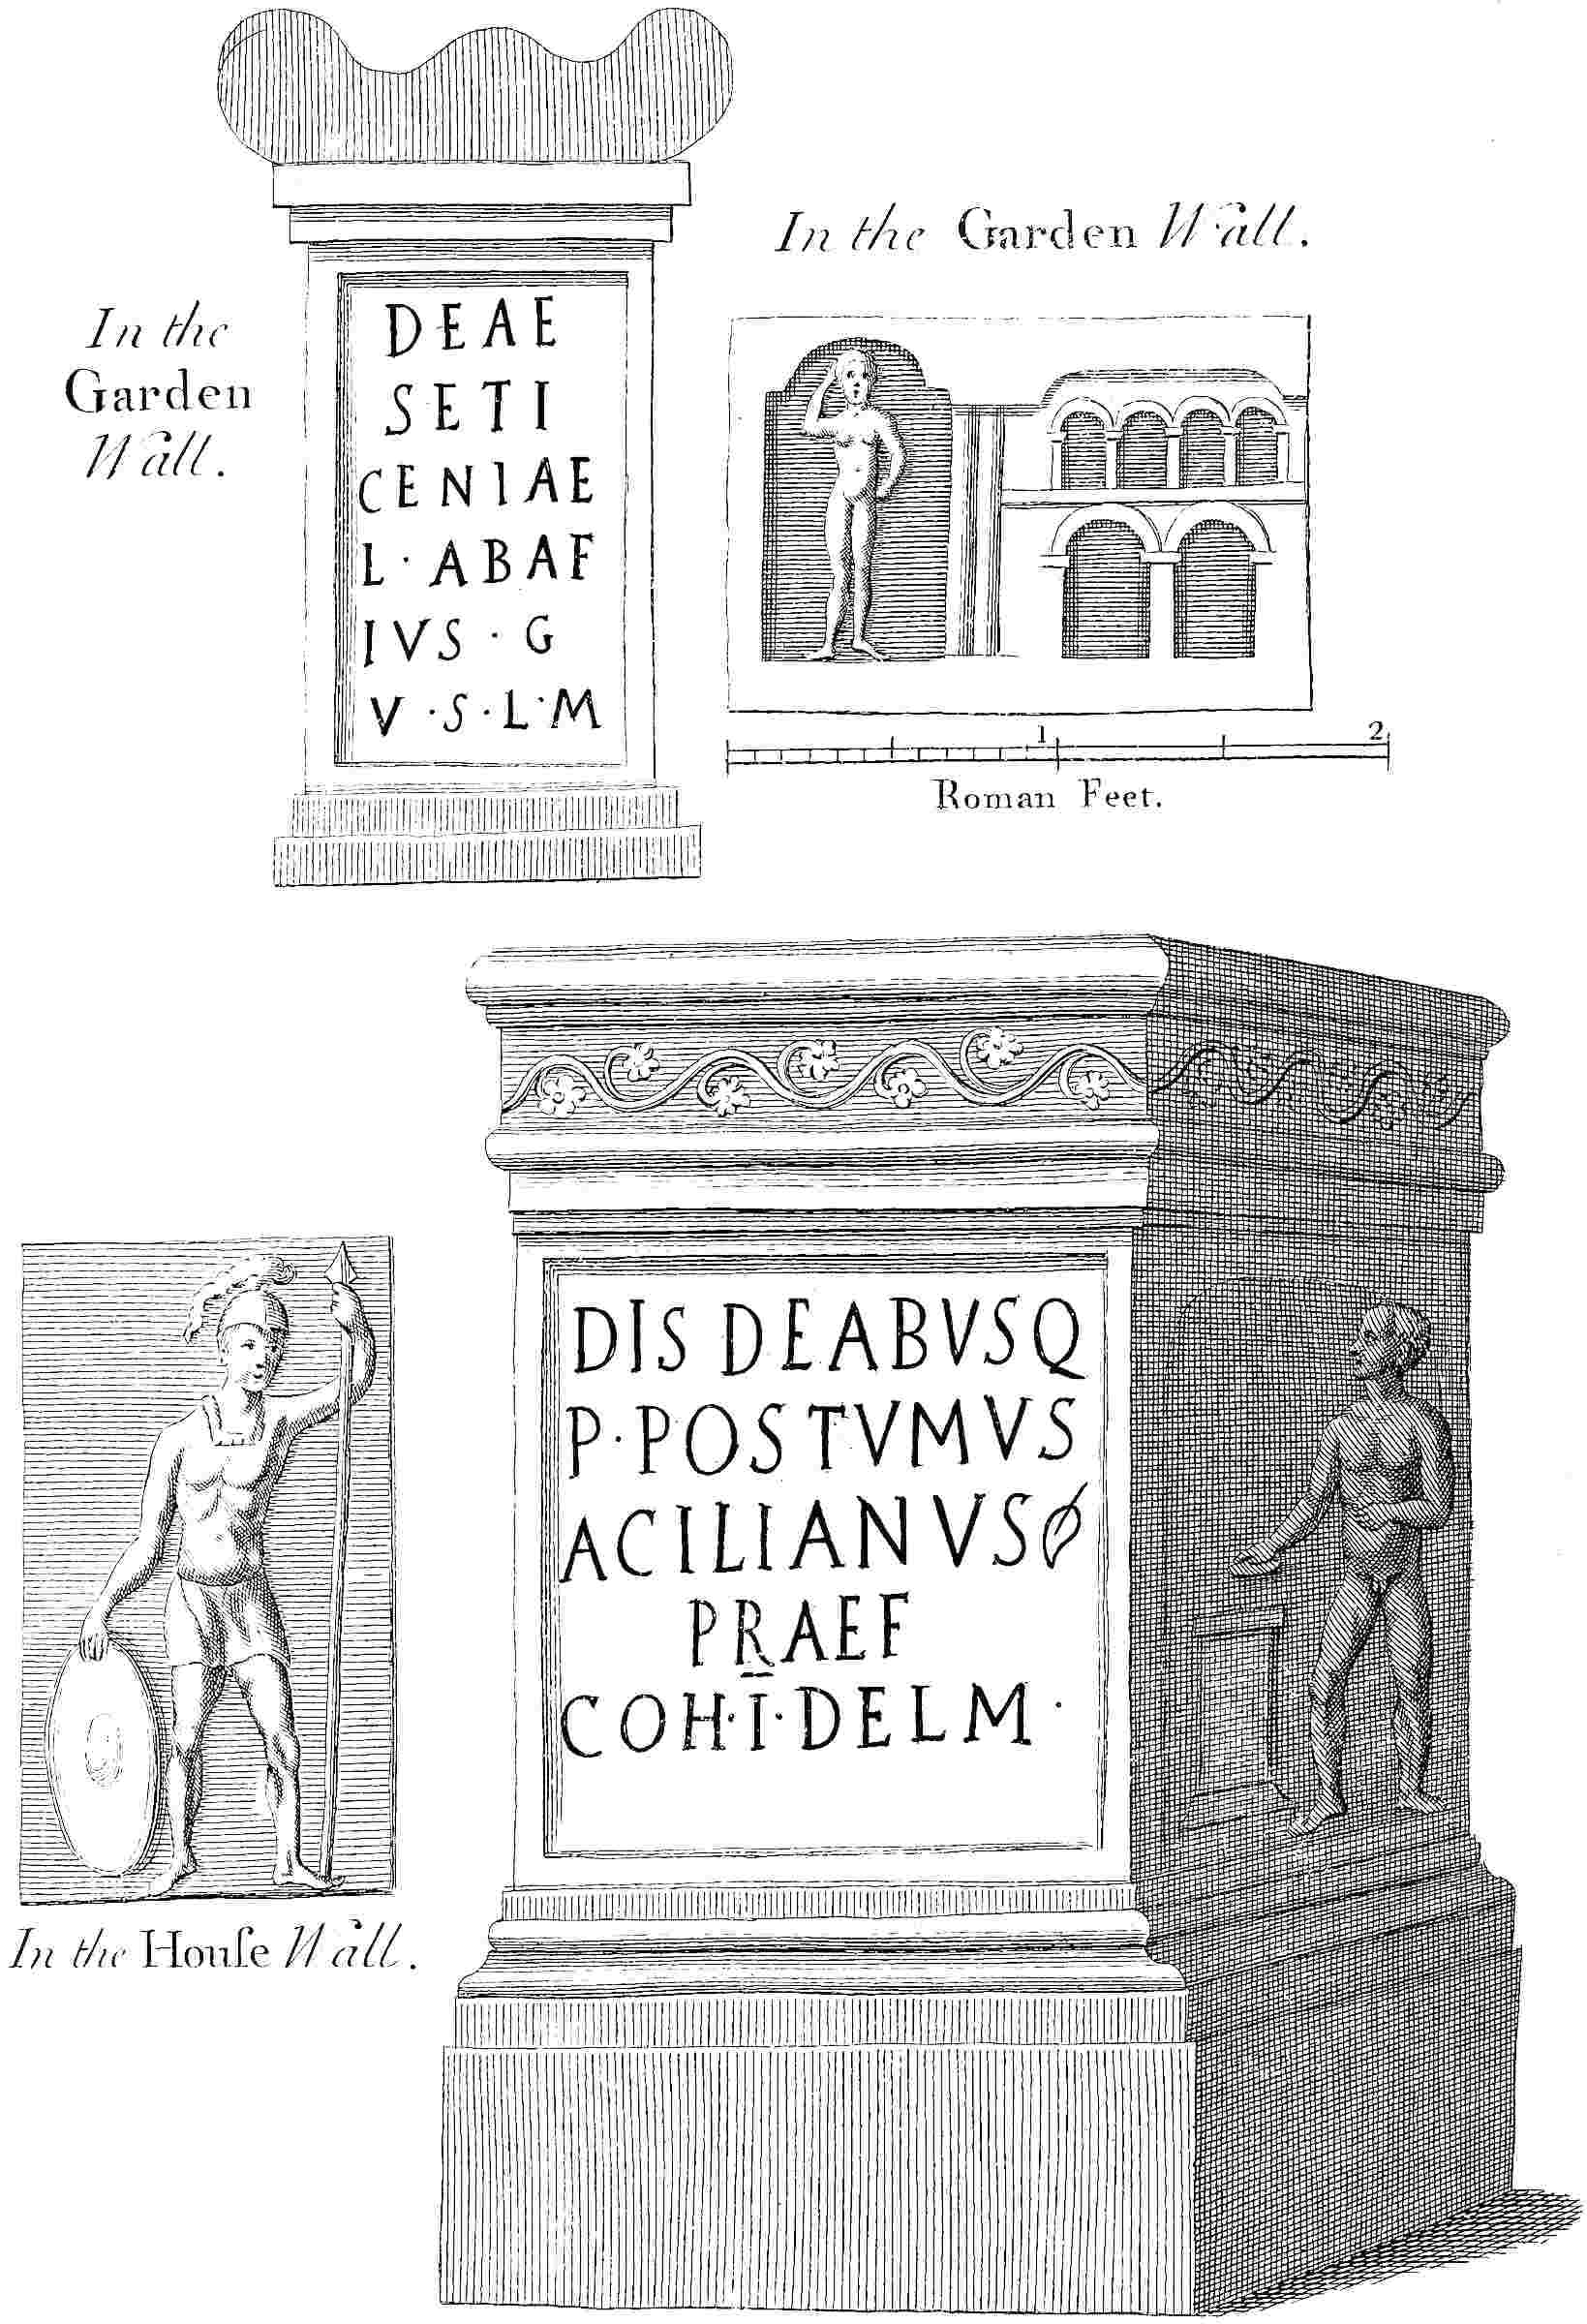 In the
Garden
Wall.
DEAE
SETI
CENIAE
L·ABAF
IVS·G
V·S·L·M
In the Garden Wall.
1 2
Roman Feet.
In the Houſe Wall.
DIS DEABVSQ
P·POSTVMVS
ACILIANVS
PRAEF
COH·I·DELM·